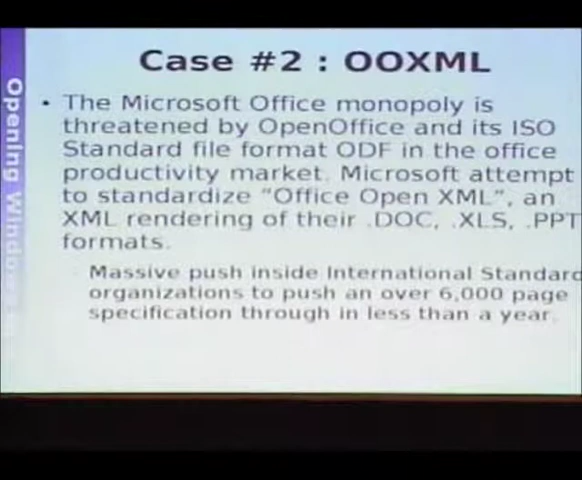 Case #2 : OOXML
• The Microsoft Office monopoly is
threatened by OpenOffice and its ISO
Standard file format ODF in the office
productivity market. Microsoft attempt
to standardize “Office Open XML”, an
XML rendering of their .DOC, .XLS, .PPT
formats.
Massive push inside International Standard
organizations to push an over 6,000 page
specification through in less than a year.
Opening Windows